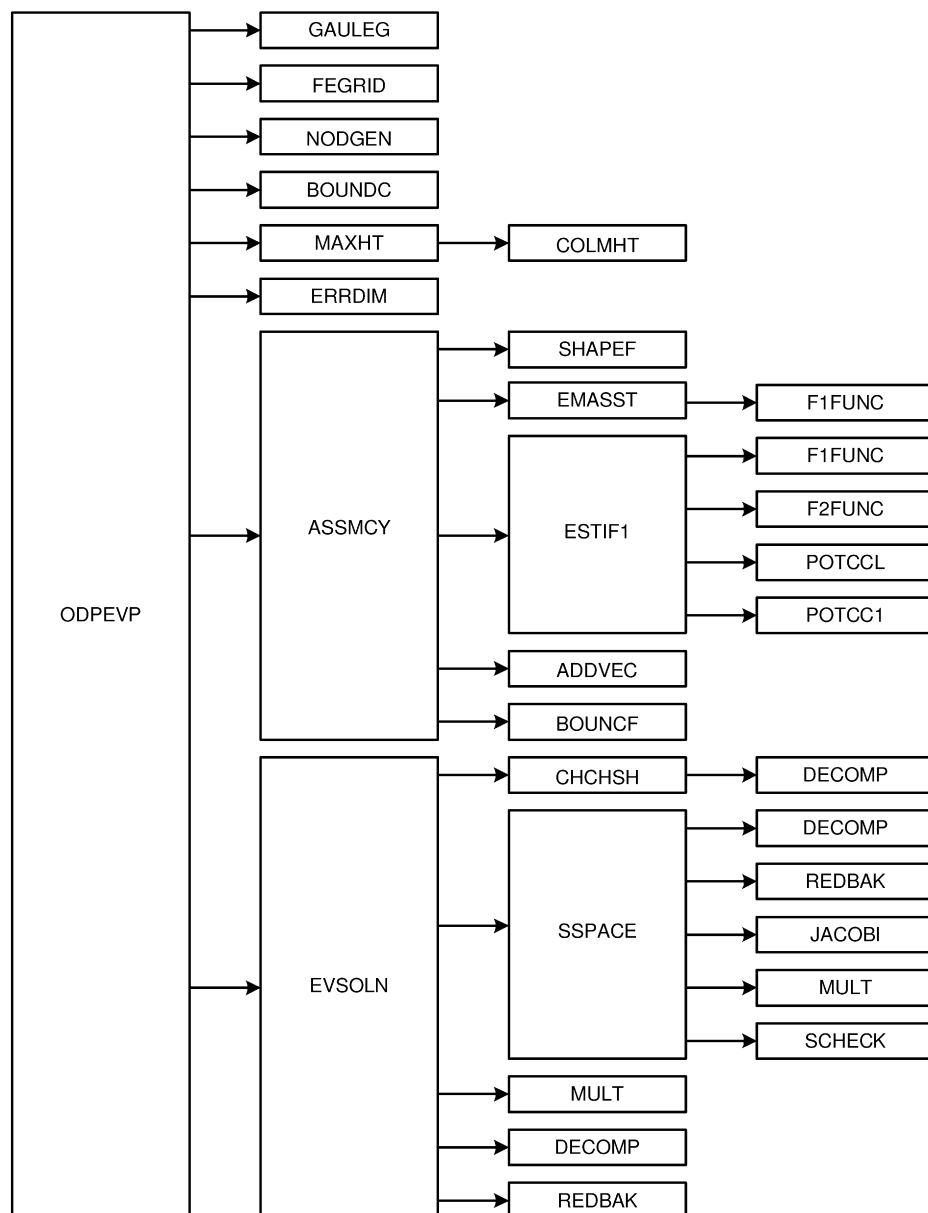 GAULEG
FEGRID
NODGEN
BOUNDC
MAXHT
COLMHT
ERRDIM
SHAPEF
EMASST
F1FUNC
F1FUNC
F2FUNC
ASSMCY
ESTIF1
POTCCL
ODPEVP
POTCC1
ADDVEC
BOUNCF
CHCHSH
DECOMP
DECOMP
REDBAK
SSPACE
JACOBI
EVSOLN
MULT
SCHECK
MULT
DECOMP
REDBAK